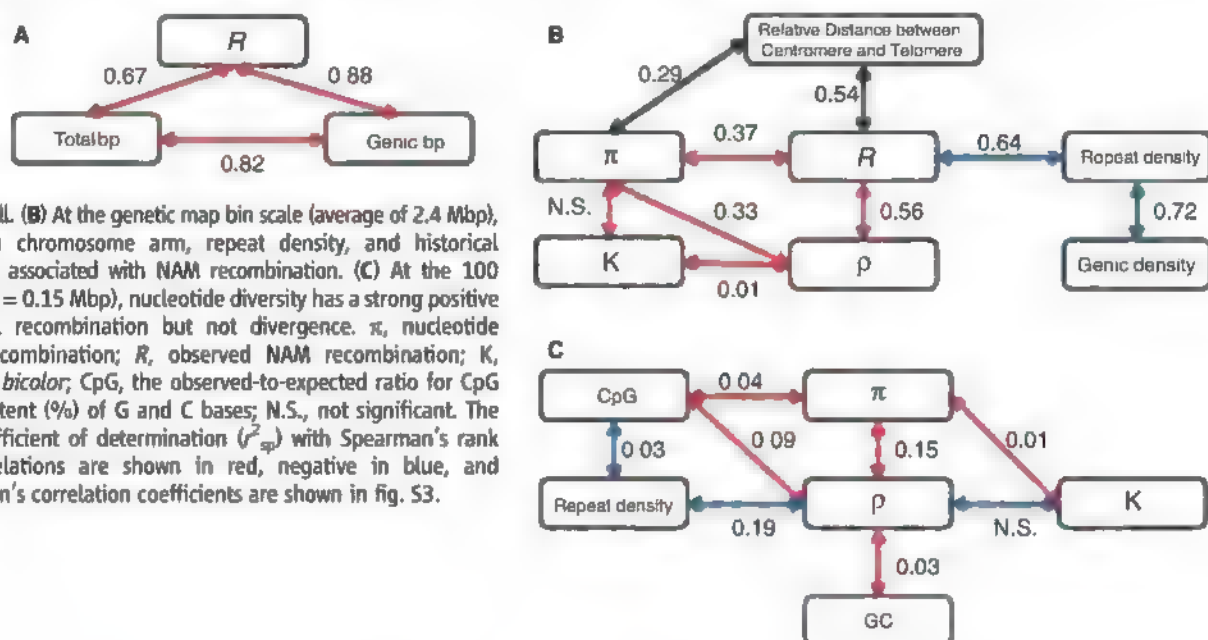 A
R
0.67
0 88
Total bp
Genic bp
0.82
ll. (B) At the genetic map bin scale (average of 2.4 Mbp),
chromosome arm, repeat density, and historical
associated with NAM recombination. (C) At the 100
= 0.15 Mbp), nucleotide diversity has a strong positive
recombination but not divergence. π, nucleotide
ecombination; R, observed NAM recombination; K,
bicolor; CpG, the observed-to-expected ratio for CpG
tent (%) of G and C bases; N.S., not significant. The
fficient of determination (r²sp) with Spearman's rank
elations are shown in red, negative in blue, and
n's correlation coefficients are shown in fig. S3.
B
Relative Distance between
Centromere and Telomere
0.29
0.54
π
0.37
R
0.64
Repeat density
N.S.
0.33
0.56
0.72
K
0.01
ρ
Genic density
C
CpG
0 04
π
0 03
0 09
0.15
0.01
Repeat density
0.19
ρ
N.S.
K
0.03
GC